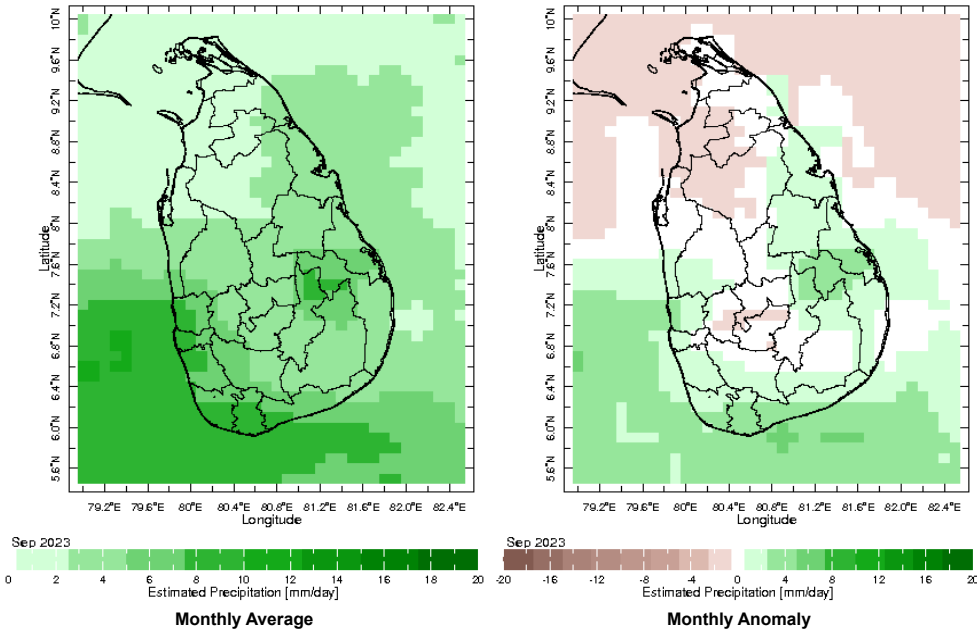 10°N
9.6°N
9.2°N
8.8°N
8.4°N
8°N
7.6°N
7.2°N
6.8°N
6.4°N
6.0°N
5.6°N
Latitude
79.2°E 80°E 80.4°E 80.8°E 81.2°E 81.6°E 82.0°E 82.4°E
Longitude
Sep 2023
0 2 4 6 8 10 12 14 16 18 20
Estimated Precipitation [mm/day]
Monthly Average
10°N
9.6°N
9.2°N
8.8°N
8.4°N
8°N
7.6°N
7.2°N
6.8°N
6.4°N
6.0°N
5.6°N
Latitude
79.2°E 80°E 80.4°E 80.8°E 81.2°E 81.6°E 82.0°E 82.4°E
Longitude
Sep 2023
-20 -16 -12 -8 -4 0 4 8 12 16 20
Estimated Precipitation [mm/day]
Monthly Anomaly